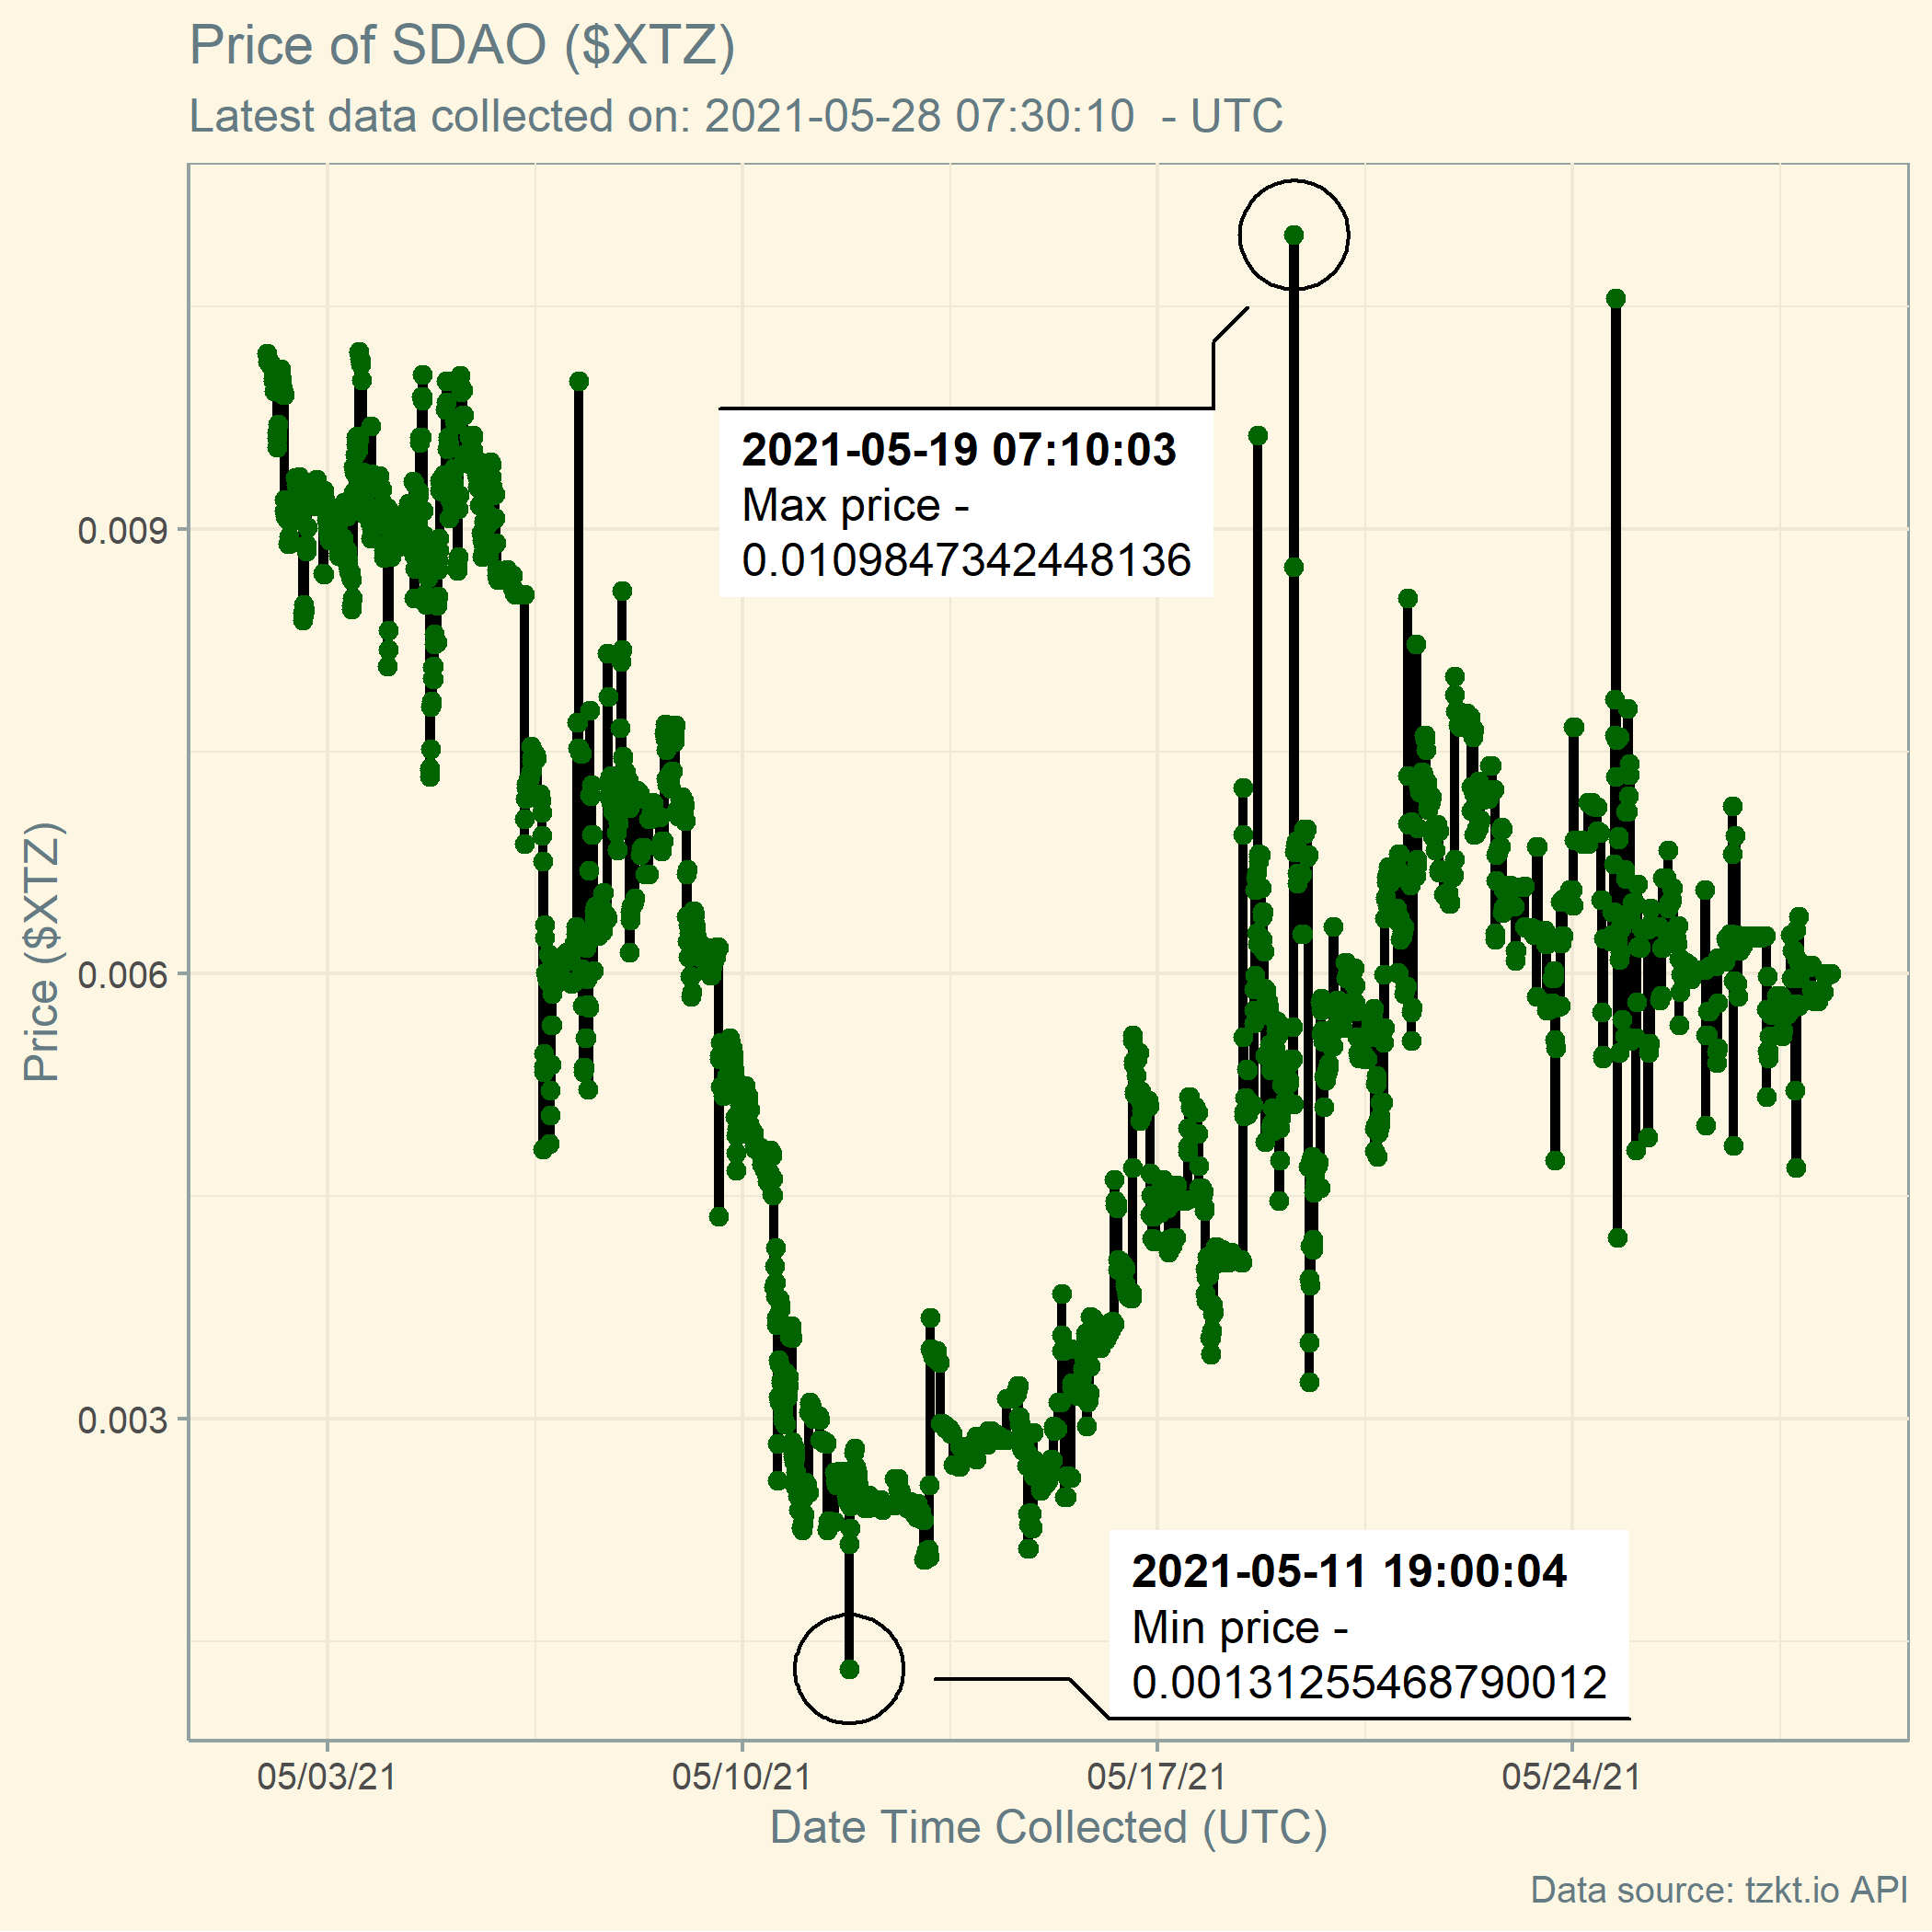 Price of SDAO ($XTZ)
Latest data collected on: 2021-05-28 07:30:10  - UTC
2021-05-19 07:10:03
Max price -
0.0109847342448136
0.009
0.006
0.003
Price ($XTZ)
2021-05-11 19:00:04
Min price -
0.00131255468790012
05/03/21
05/10/21
05/17/21
05/24/21
Date Time Collected (UTC)
Data source: tzkt.io API